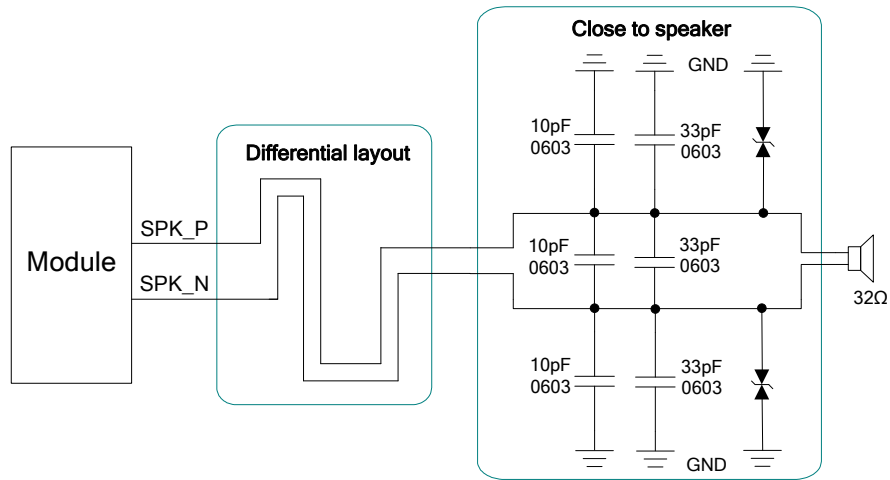 Close to speaker
GND
10pF
0603
33pF
0603
Differential layout
SPK_P
10pF
0603
33pF
0603
Module
SPK_N
32Ω
10pF
0603
33pF
0603
GND